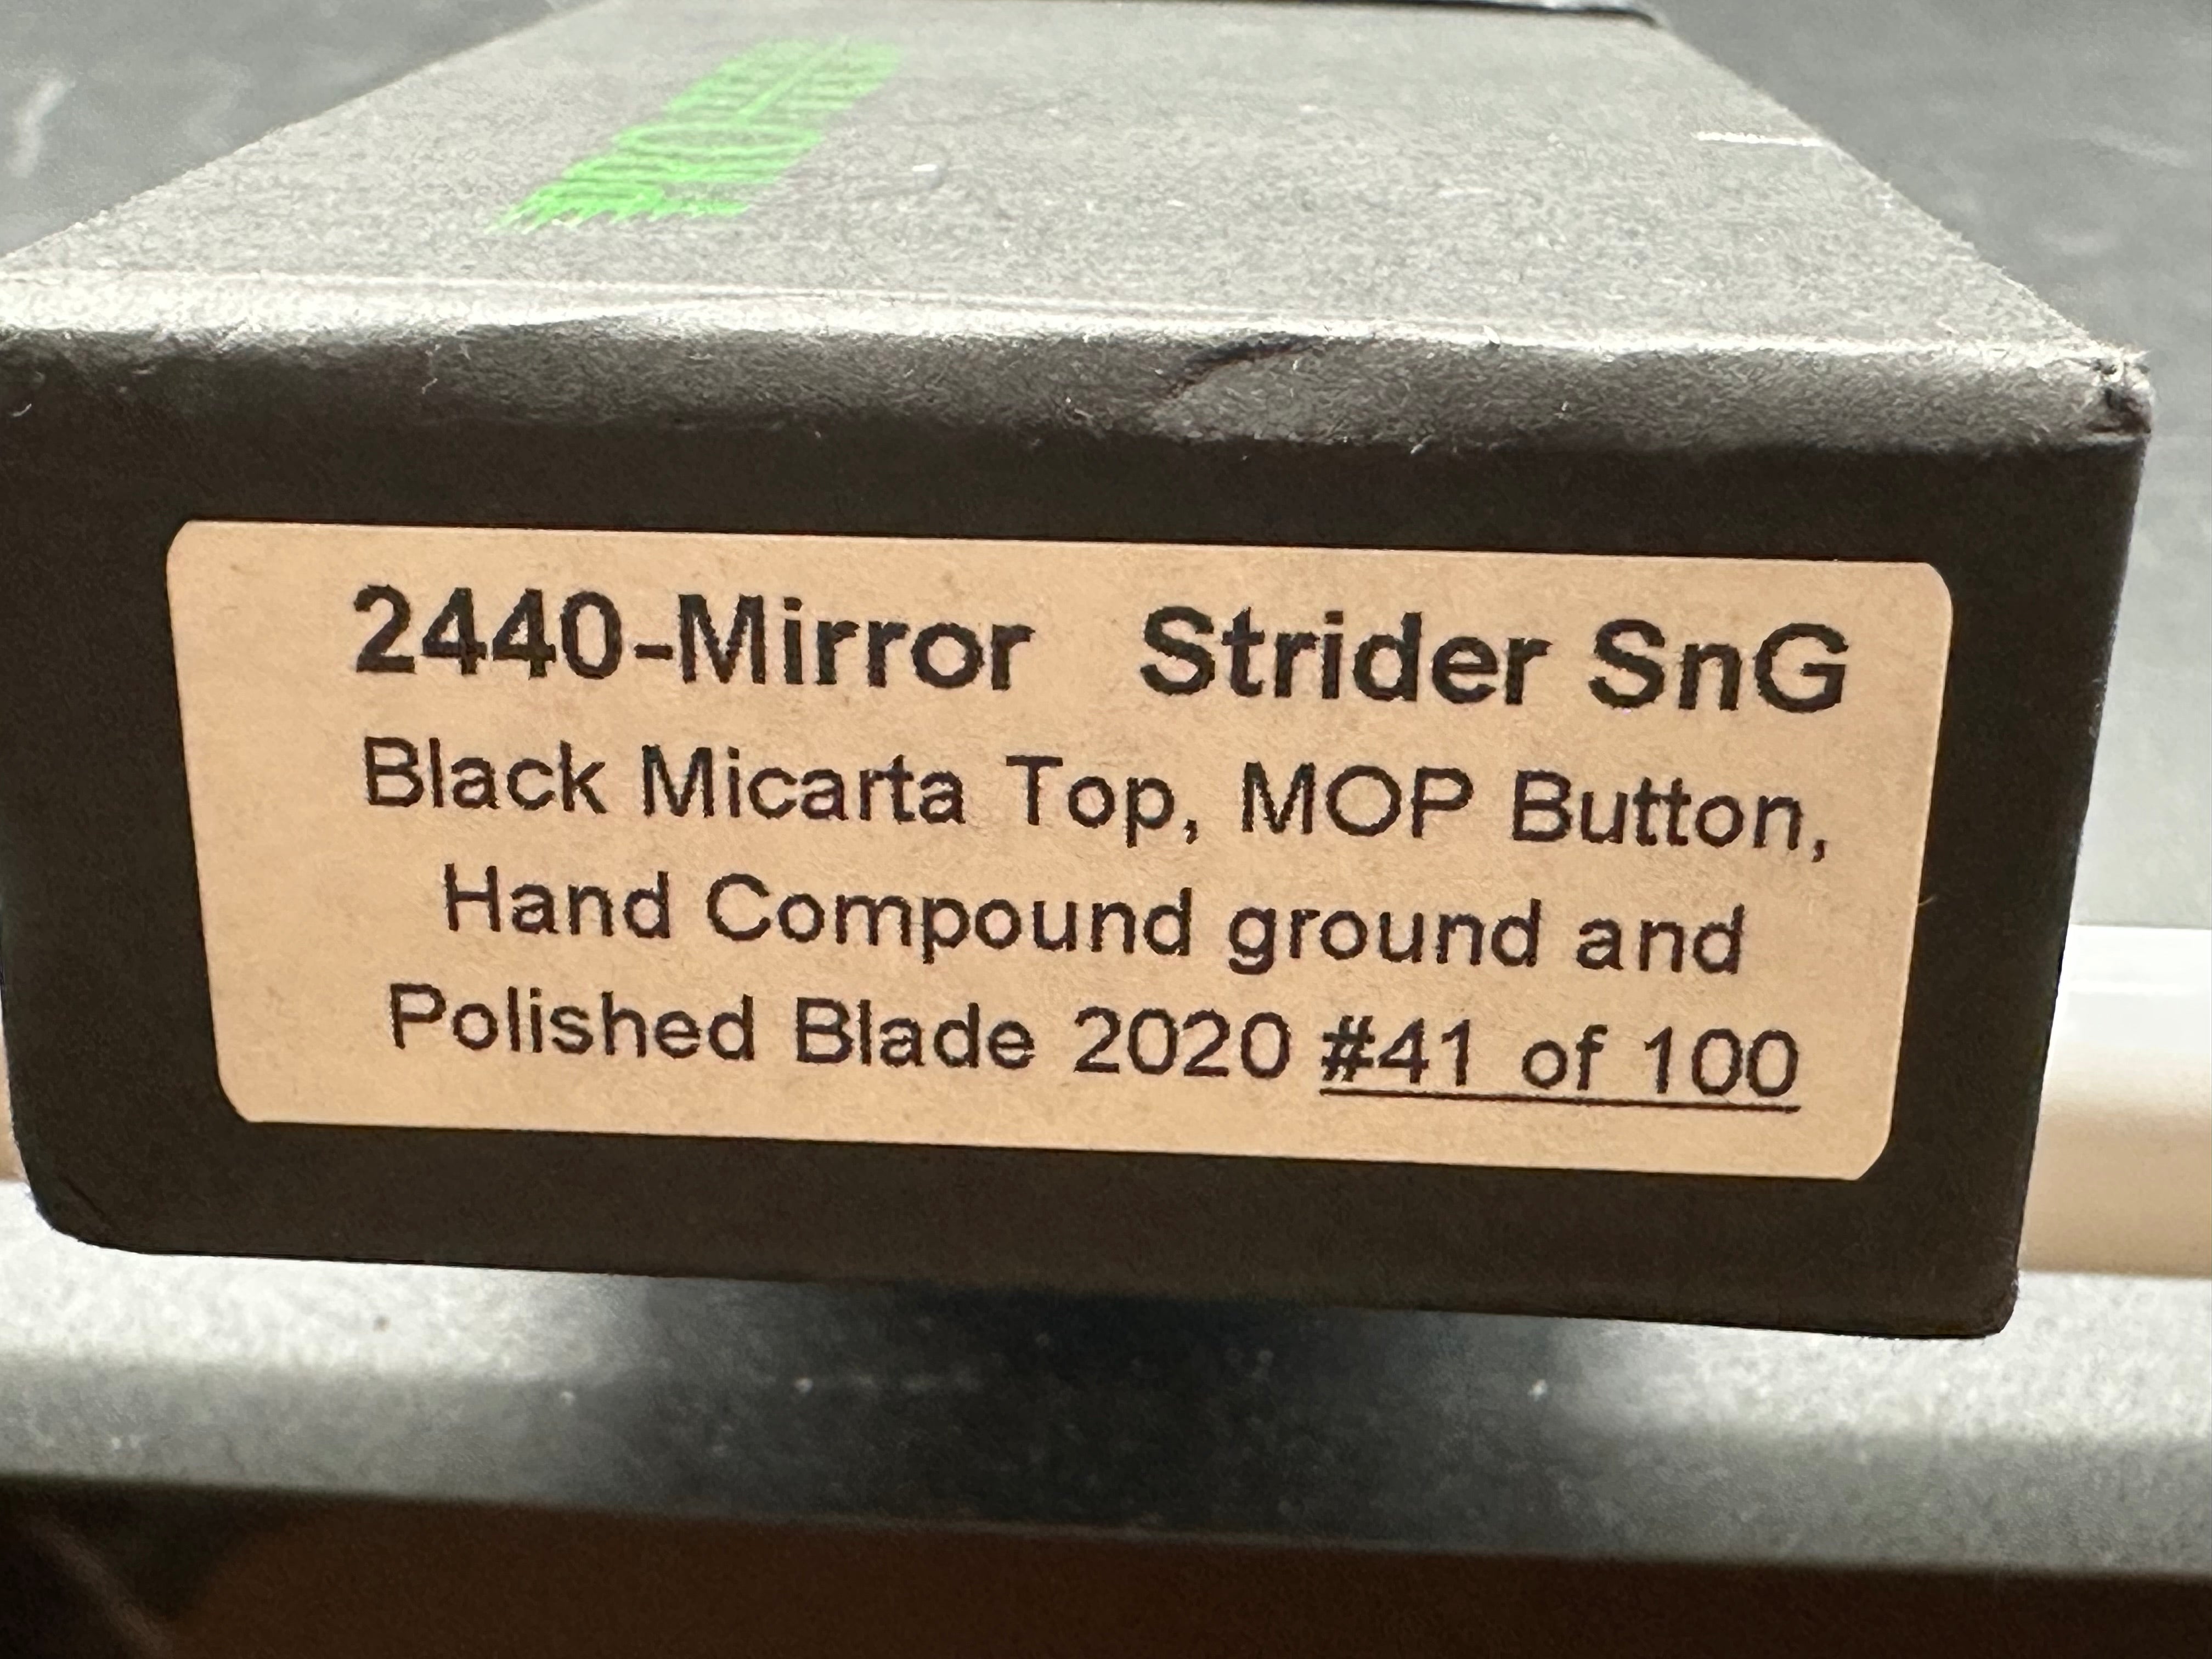 2440-Mirror Strider SnG
Black Micarta Top, MOP Button,
Hand Compound ground and
Polished Blade 2020 #41 of 100